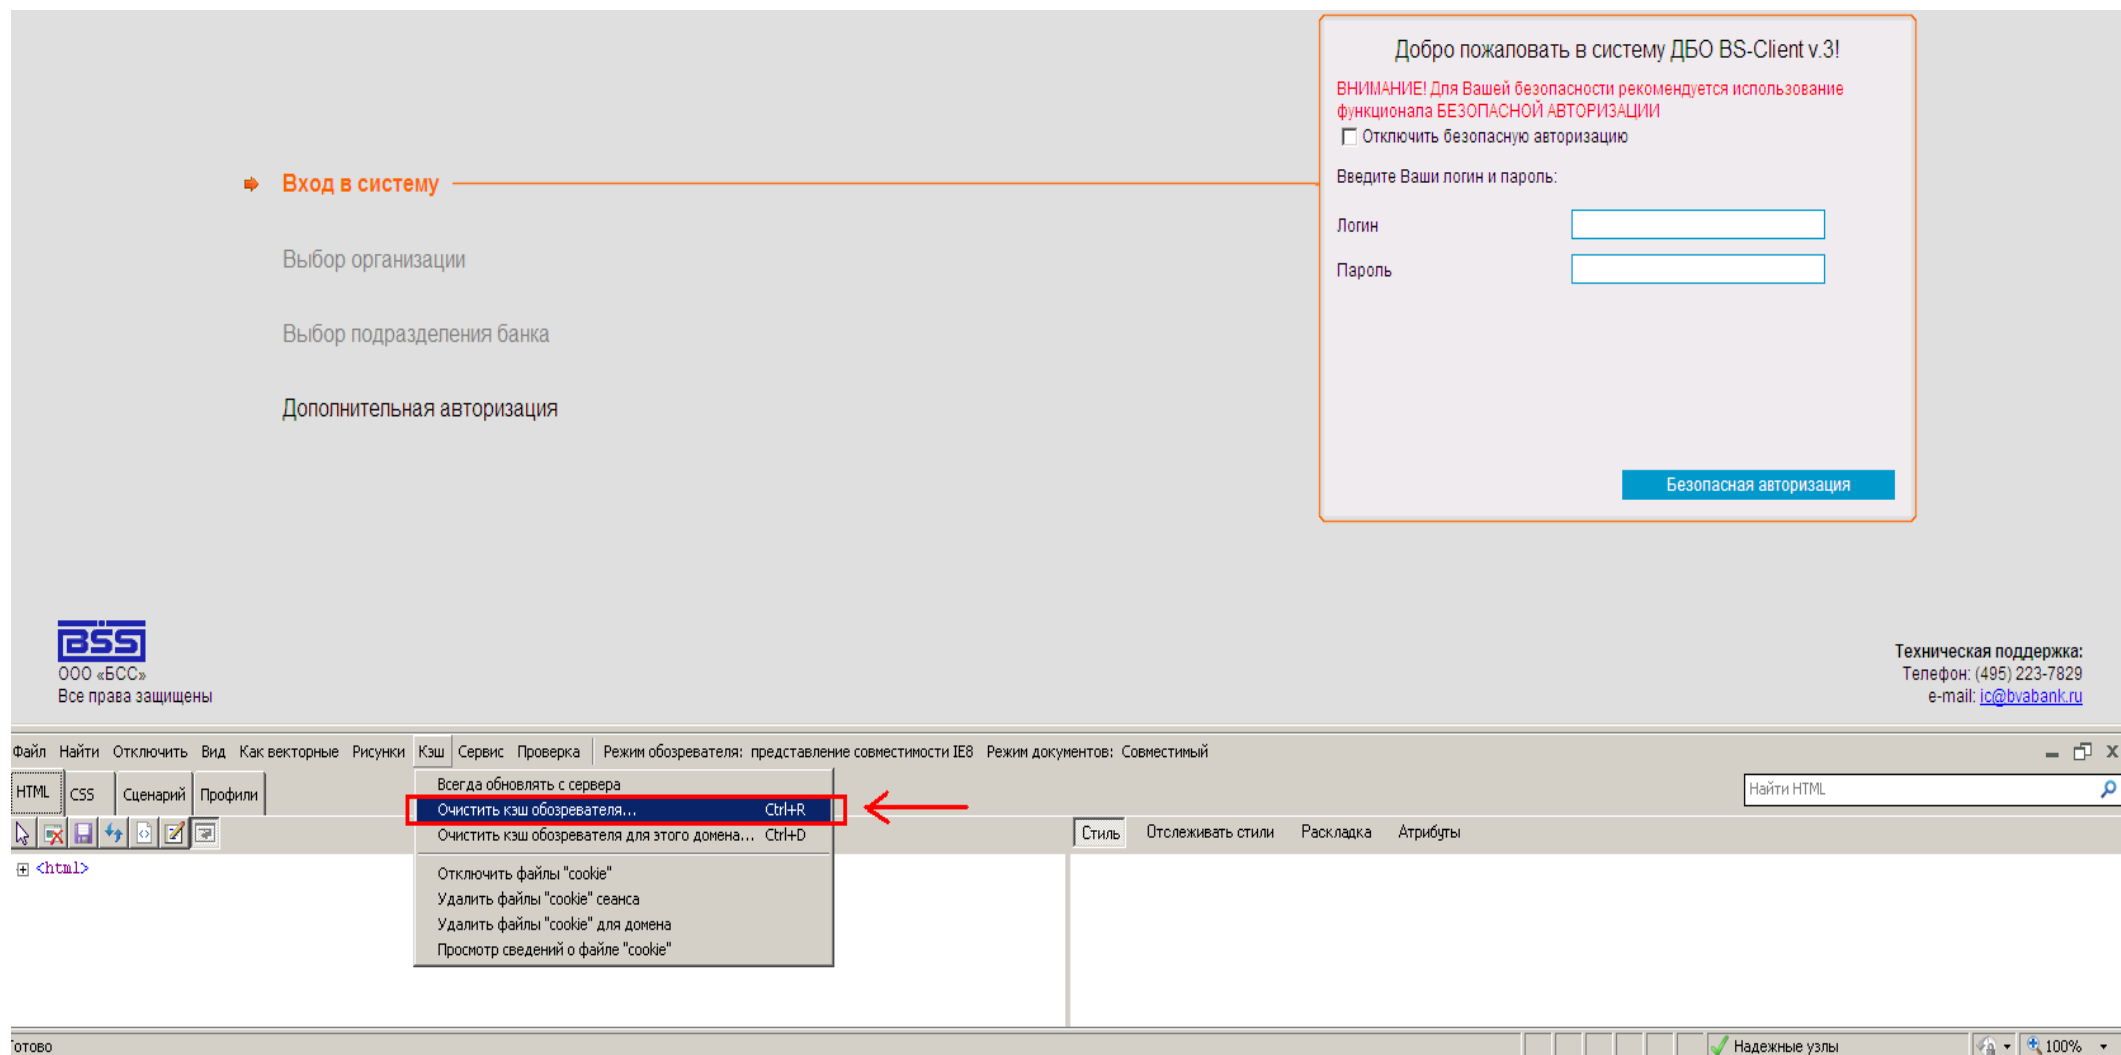 Добро пожаловать в систему ДБО BS-Client v.3!
ВНИМАНИЕ! Для Вашей безопасности рекомендуется использование
функционала БЕЗОПАСНОЙ АВТОРИЗАЦИИ
Отключить безопасную авторизацию
Введите Ваши логин и пароль:
Логин
Пароль
Безопасная авторизация
Вход в систему
Выбор организации
Выбор подразделения банка
Дополнительная авторизация
BSS
ООО «БСС»
Все права защищены
Техническая поддержка:
Телефон: (495) 223-7829
e-mail: ic@bvabank.ru
Файл Найти Отключить Вид Как векторные Рисунки Кэш Сервис Проверка Режим обозревателя: представление совместимости IE8 Режим документов: Совместимый
HTML CSS Сценарий Профили
Найти HTML
Всегда обновлять с сервера
Очистить кэш обозревателя... Ctrl+R
Очистить кэш обозревателя для этого домена... Ctrl+D
Отключить файлы "cookie"
Удалить файлы "cookie" сеанса
Удалить файлы "cookie" для домена
Просмотр сведений о файле "cookie"
Стиль Отслеживать стили Раскладка Атрибуты
<html>
Готово
Надежные узлы
100%